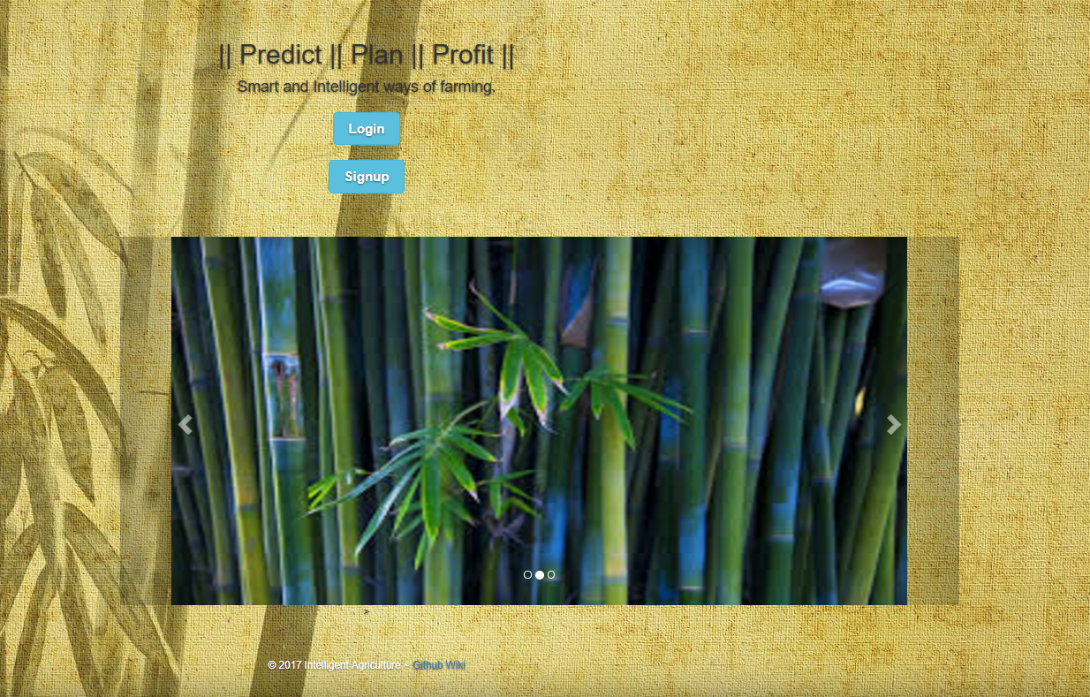 || Predict || Plan || Profit ||
Smart and Intelligent ways of farming.
Login
Signup
>
© 2017 Intelligent Agriculture - Github Wiki